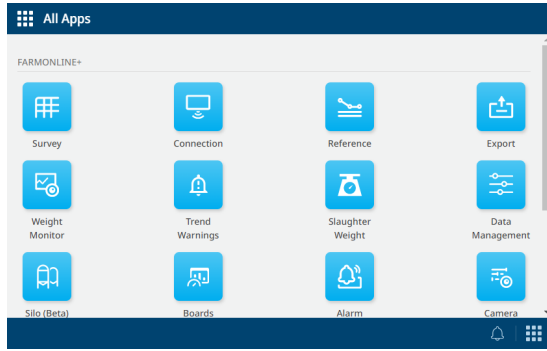 All Apps
FARMONLINE+
Survey
Connection
Reference
Export
Weight
Monitor
Trend
Warnings
Slaughter
Weight
Data
Management
Silo (Beta)
Boards
Alarm
Camera